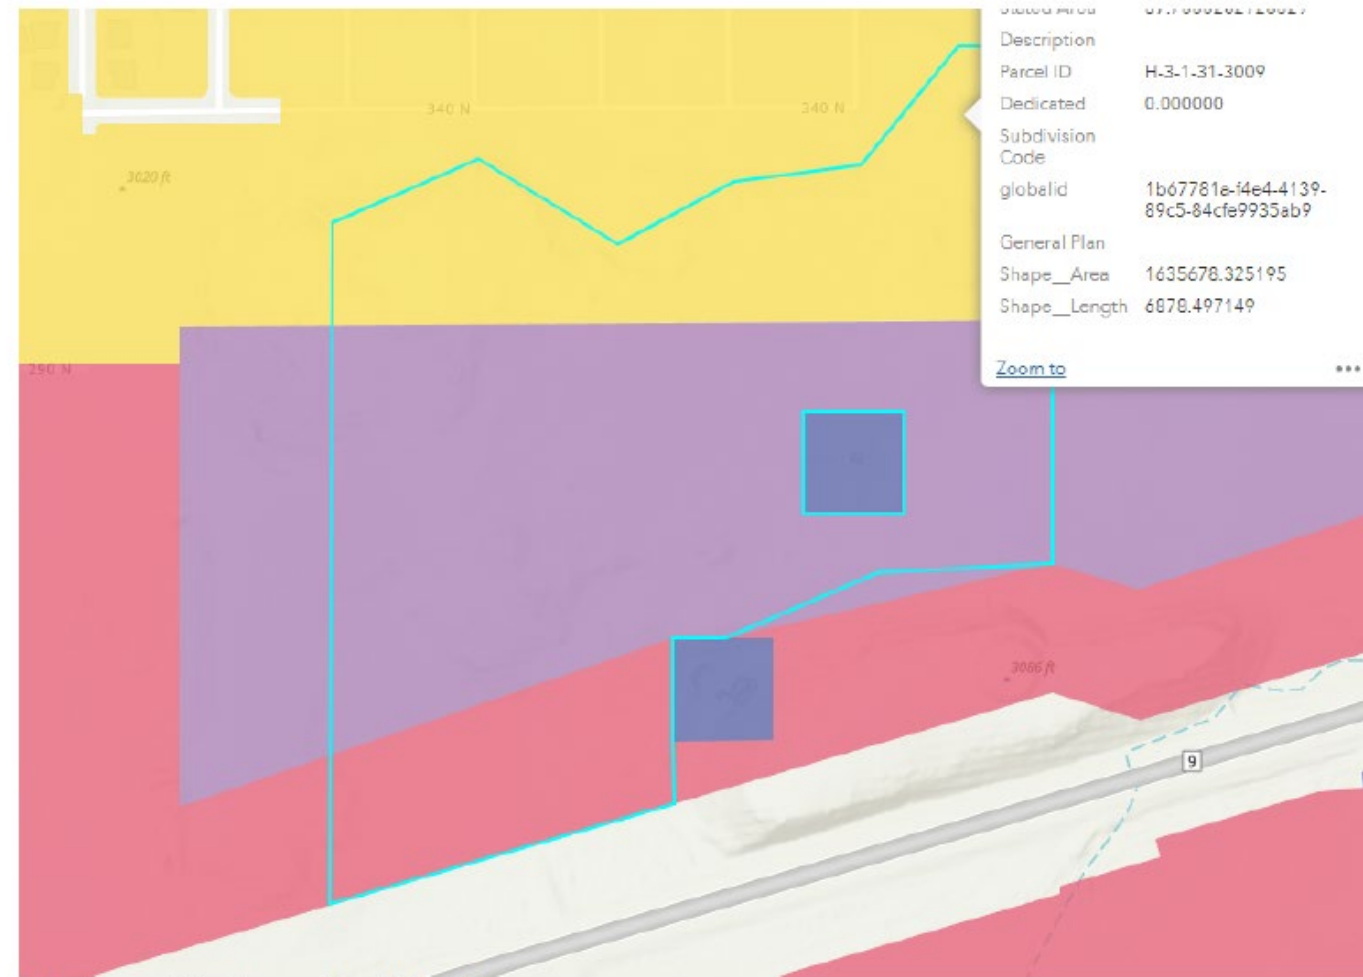 Description
Parcel ID H-3-1-31-3009
Dedicated 0.000000
Subdivision
Code
globalid 1b67781e-f4e4-4139-
89c5-84cfe9935ab9
General Plan
Shape__Area 1635678.325195
Shape__Length 6878.497149
Zoom to
•••
340 N
340 N
3020 ft
290 N
3086 ft
9